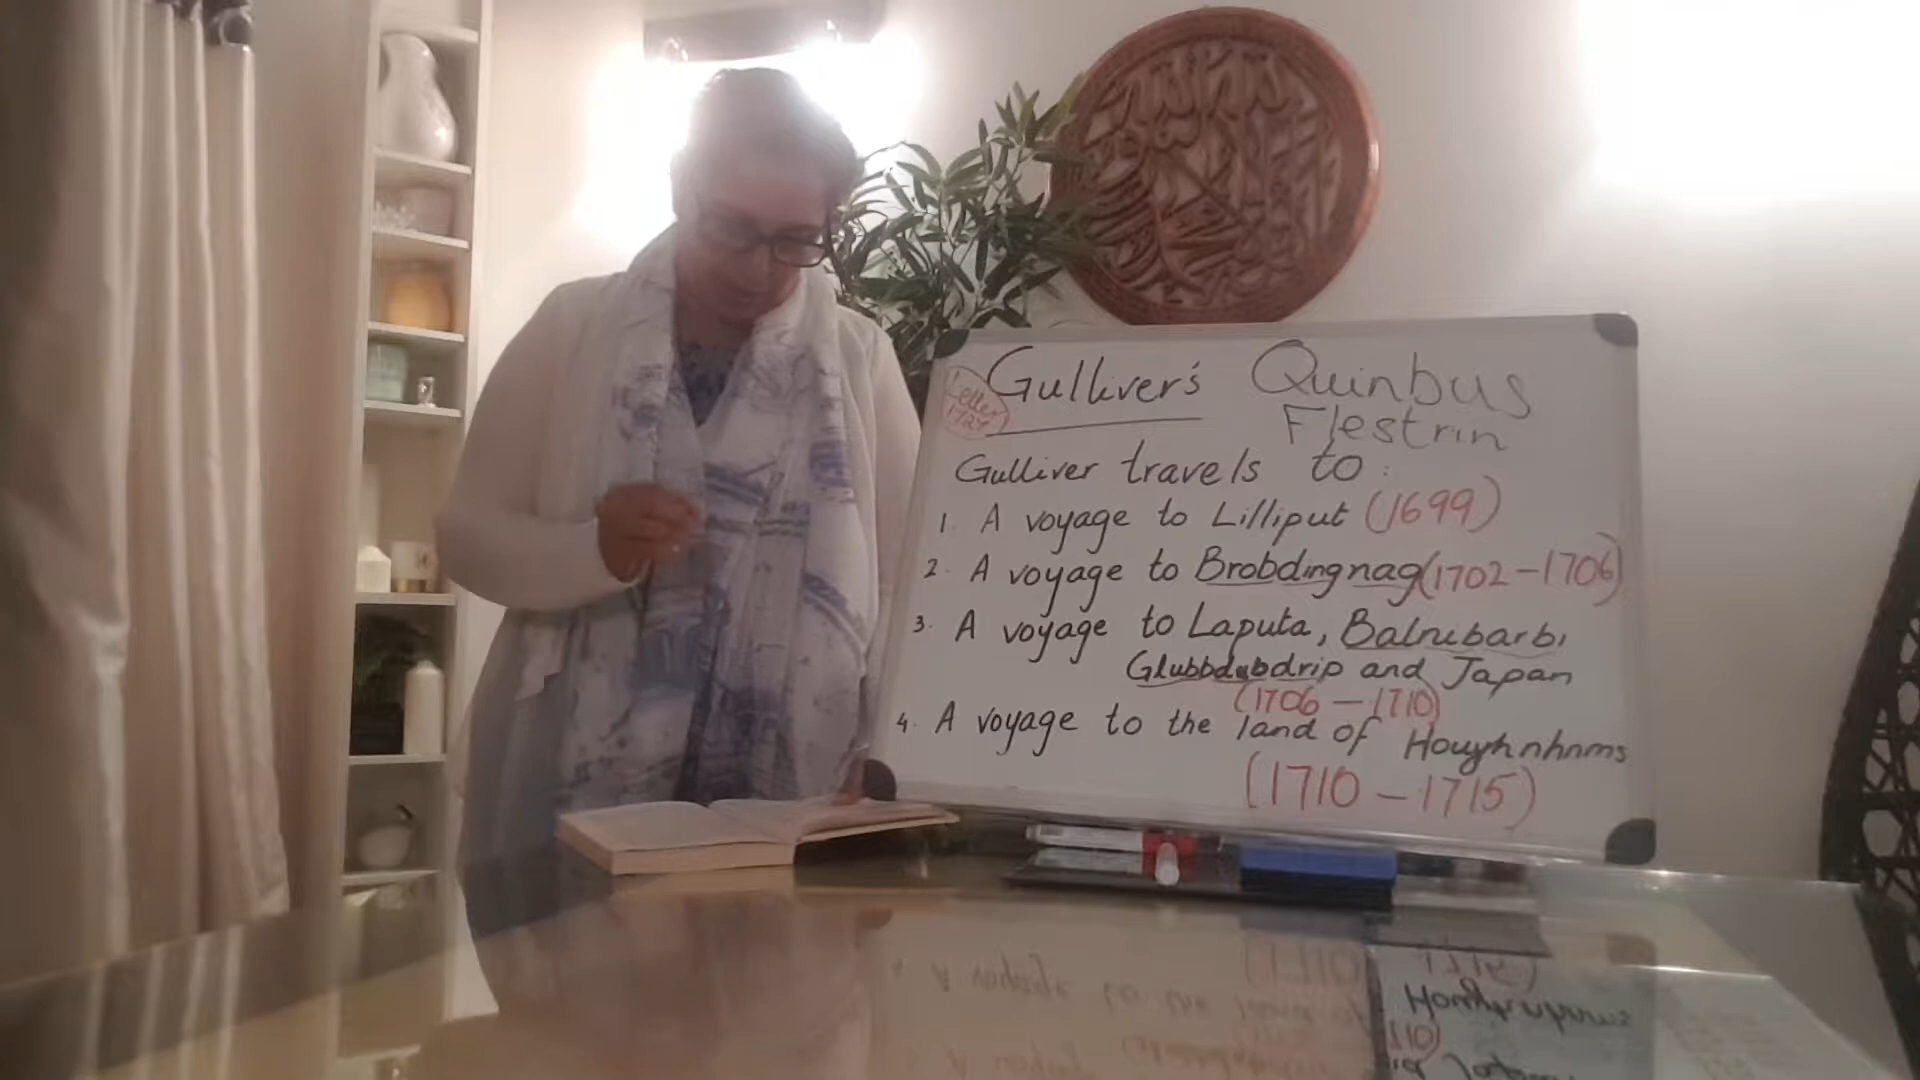 Gulliver's Quinbus
Flestrin
Letter
1727
Gulliver travels to:
1. A voyage to Lilliput (1699)
2. A voyage to Brobdingnag (1702-1706)
3. A voyage to Laputa, Balnibarbi
Glubbdubdrip and Japan
(1706-1710)
4. A voyage to the land of Houyhnhnms
(1710-1715)